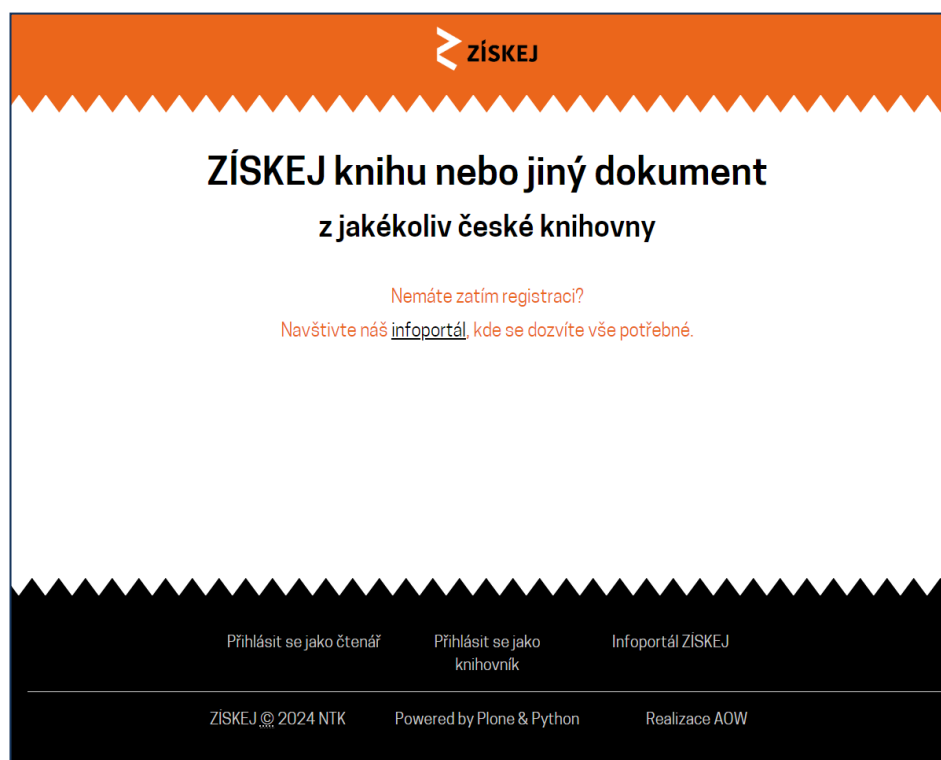 ZÍSKEJ
ZÍSKEJ knihu nebo jiný dokument
z jakékoliv české knihovny
Nemáte zatím registraci?
Navštivte náš infoportál, kde se dozvíte vše potřebné.
Přihlásit se jako čtenář
Přihlásit se jako
knihovník
Infoportál ZÍSKEJ
ZÍSKEJ © 2024 NTK
Powered by Plone & Python
Realizace AOW